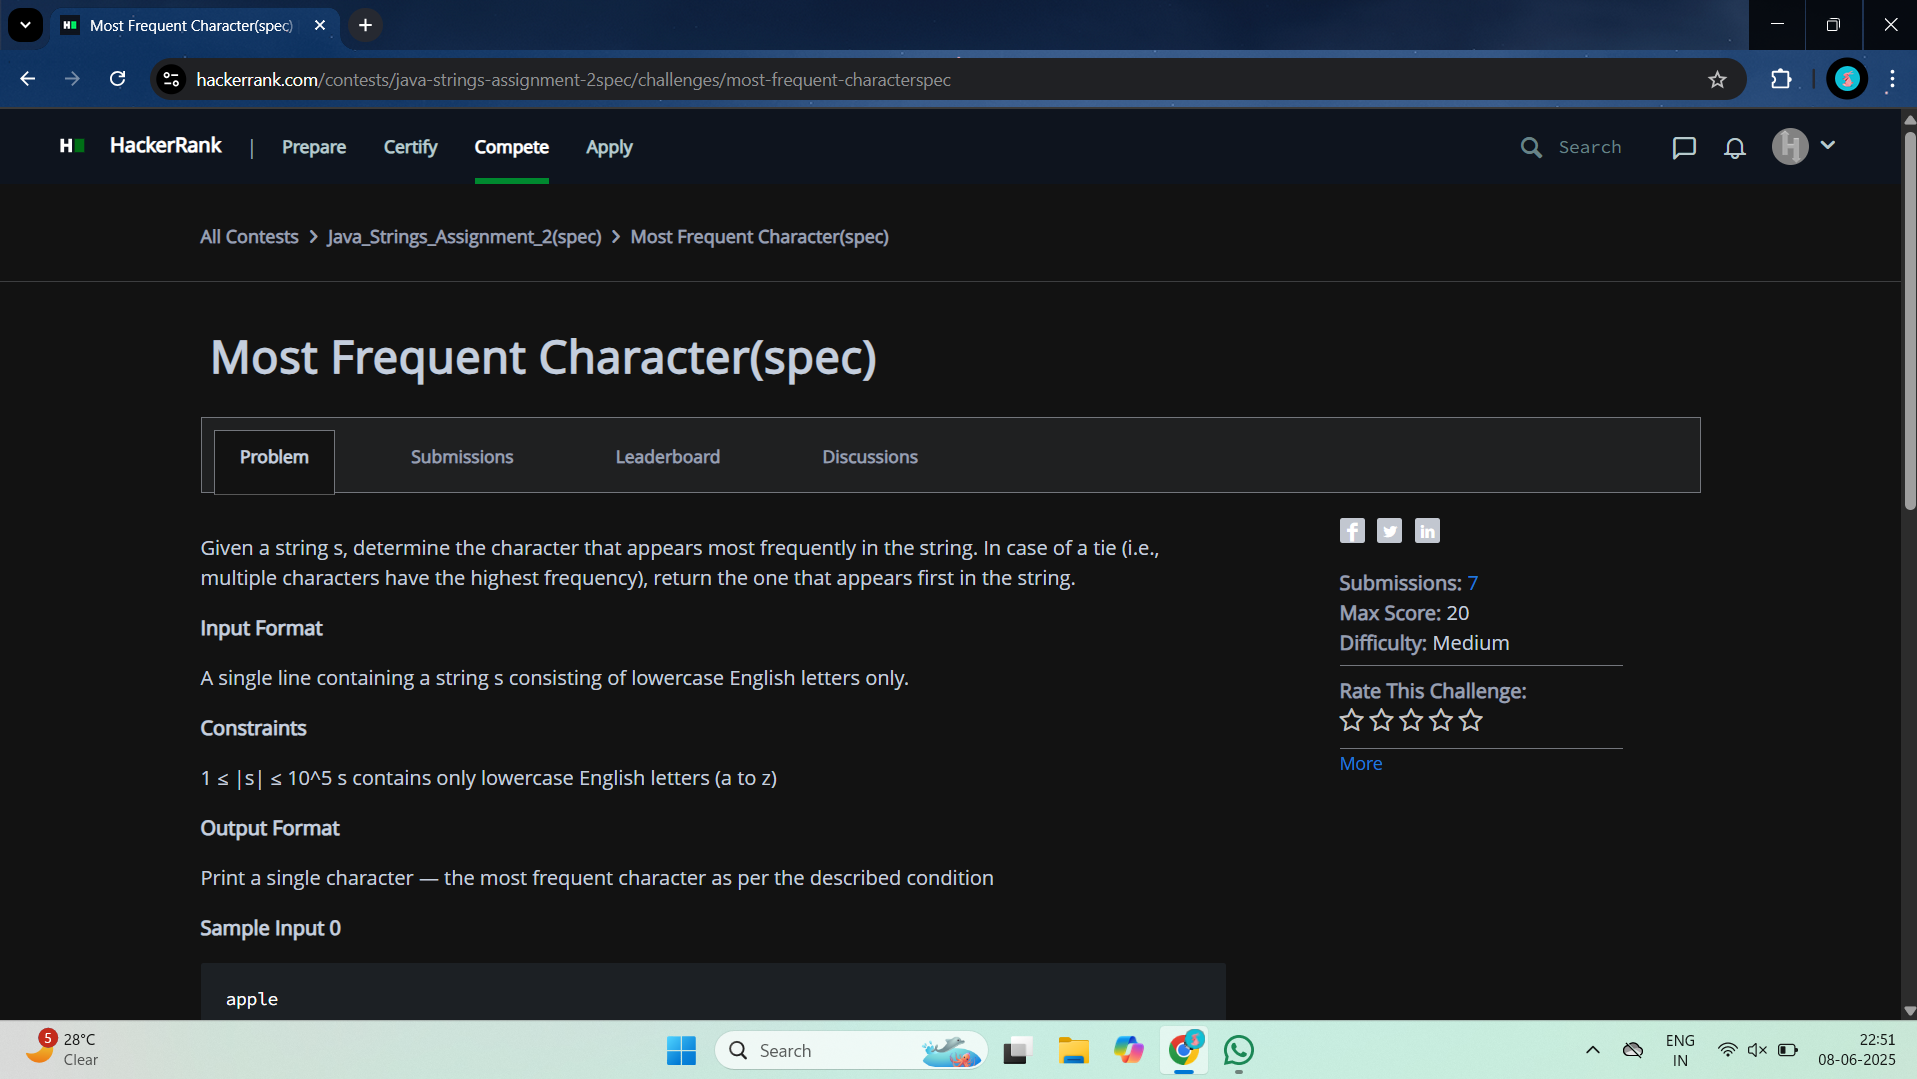 Most Frequent Character(spec)
hackerrank.com/contests/java-strings-assignment-2spec/challenges/most-frequent-characterspec
H
HackerRank | Prepare Certify Compete Apply Search
H
All Contests > Java_Strings_Assignment_2(spec) > Most Frequent Character(spec)
Most Frequent Character(spec)
Problem Submissions Leaderboard Discussions
Given a string s, determine the character that appears most frequently in the string. In case of a tie (i.e.,
multiple characters have the highest frequency), return the one that appears first in the string.
Input Format
A single line containing a string s consisting of lowercase English letters only.
Constraints
1 ≤ |s| ≤ 10^5 s contains only lowercase English letters (a to z)
Output Format
Print a single character — the most frequent character as per the described condition
Sample Input 0
apple
Submissions: 7
Max Score: 20
Difficulty: Medium
Rate This Challenge:
More
5
28°C
Clear
Search
ENG
IN
22:51
08-06-2025